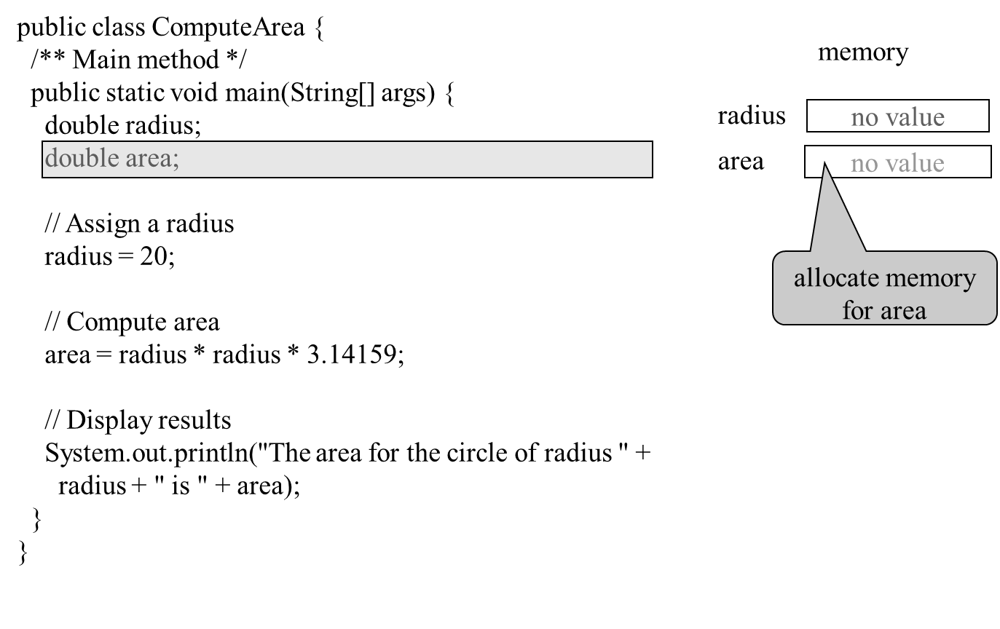 public class ComputeArea {
/** Main method */
public static void main(String[] args) {
double radius;
double area;
// Assign a radius
radius = 20;
// Compute area
area = radius * radius * 3.14159;
// Display results
System.out.println("The area for the circle of radius " +
radius + " is " + area);
}
}
memory
radius no value
area no value
allocate memory
for area